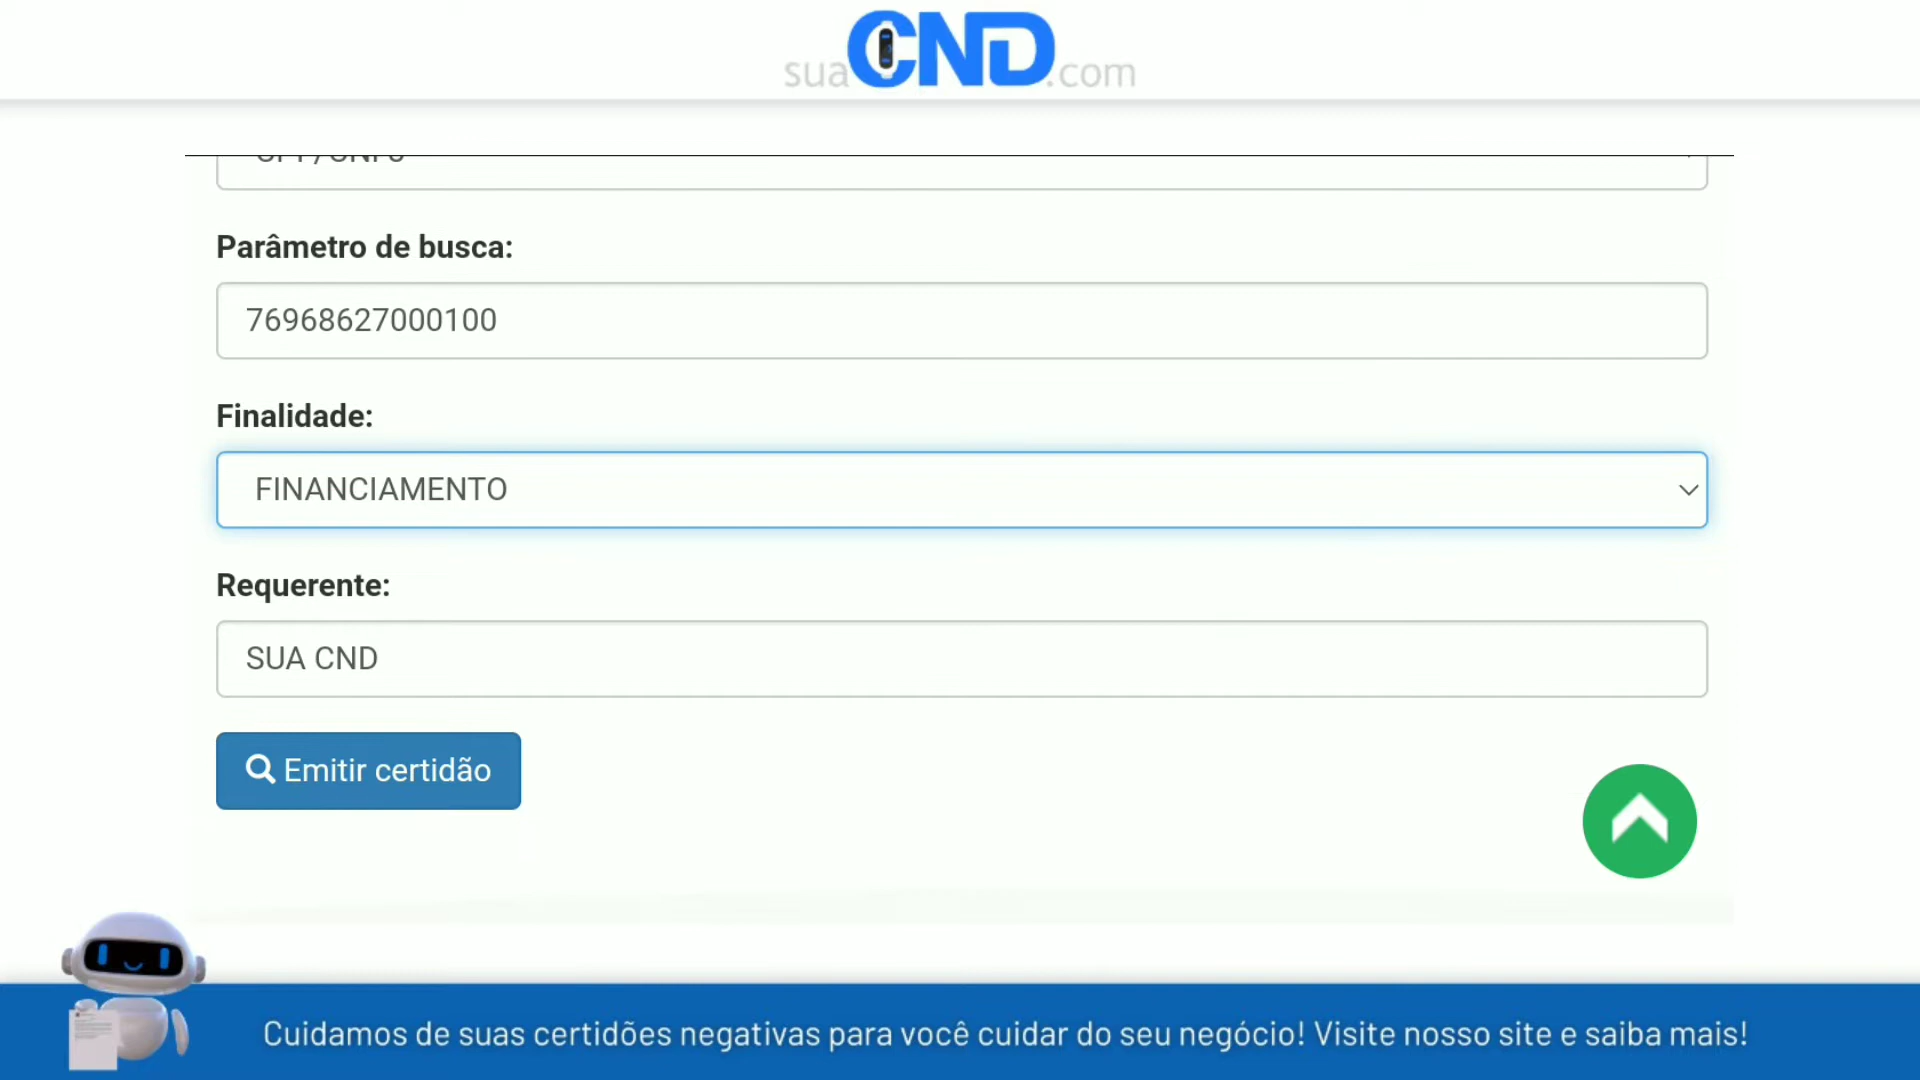 suaCND.com
Parâmetro de busca:
76968627000100
Finalidade:
FINANCIAMENTO
Requerente:
SUA CND
Emitir certidão
Cuidamos de suas certidões negativas para você cuidar do seu negócio! Visite nosso site e saiba mais!